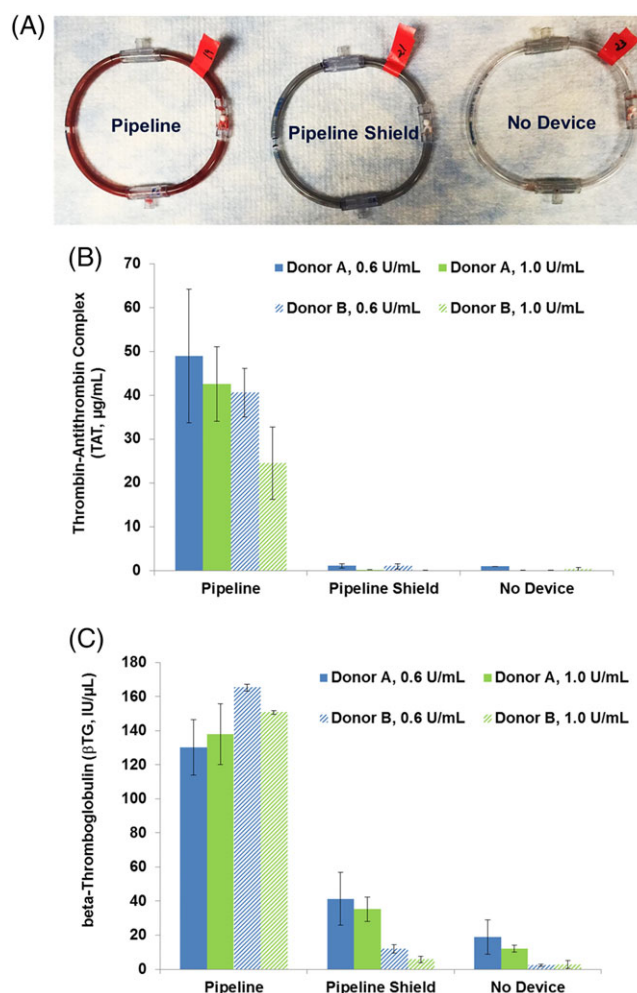 (A)
19
21
23
Pipeline
Pipeline Shield
No Device
(B)
Thrombin-Antithrombin Complex
(TAT, µg/mL)
70
60
50
40
30
20
10
0
Donor A, 0.6 U/mL
Donor A, 1.0 U/mL
Donor B, 0.6 U/mL
Donor B, 1.0 U/mL
Pipeline
Pipeline Shield
No Device
(C)
beta-Thromboglobulin (βTG, IU/µL)
180
160
140
120
100
80
60
40
20
0
Donor A, 0.6 U/mL
Donor A, 1.0 U/mL
Donor B, 0.6 U/mL
Donor B, 1.0 U/mL
Pipeline
Pipeline Shield
No Device